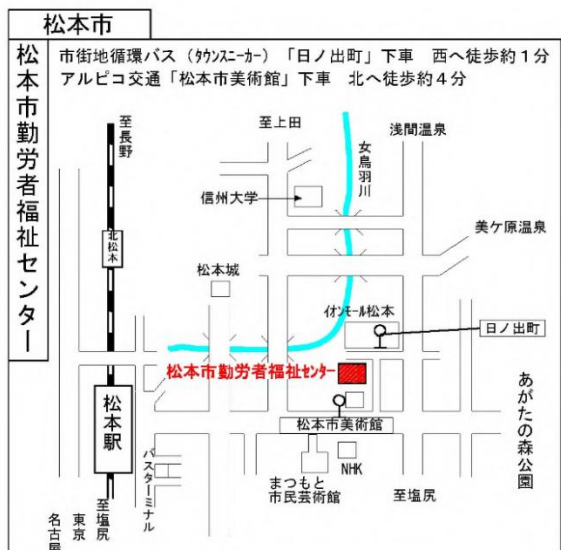 松本市
松本市勤労者福祉センター
市街地循環バス（タウンスニーカー）「日ノ出町」下車　西へ徒歩約１分
アルピコ交通「松本市美術館」下車　北へ徒歩約４分
至長野
至上田
女鳥羽川
浅間温泉
信州大学
北松本
美ケ原温泉
松本城
イオンモール松本
日ノ出町
松本市勤労者福祉センター
松本駅
松本市美術館
あがたの森公園
バスターミナル
NHK
まつもと
市民芸術館
至塩尻
至塩尻
東京
名古屋